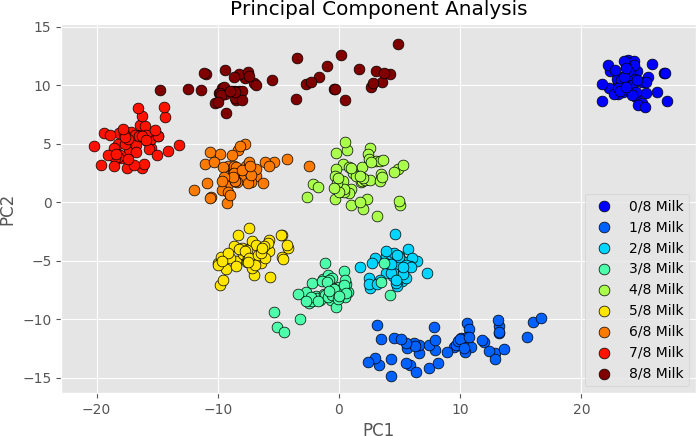 Principal Component Analysis
15
10
5
0
−5
−10
−15
PC2
0/8 Milk
1/8 Milk
2/8 Milk
3/8 Milk
4/8 Milk
5/8 Milk
6/8 Milk
7/8 Milk
8/8 Milk
−20
−10
0
10
20
PC1